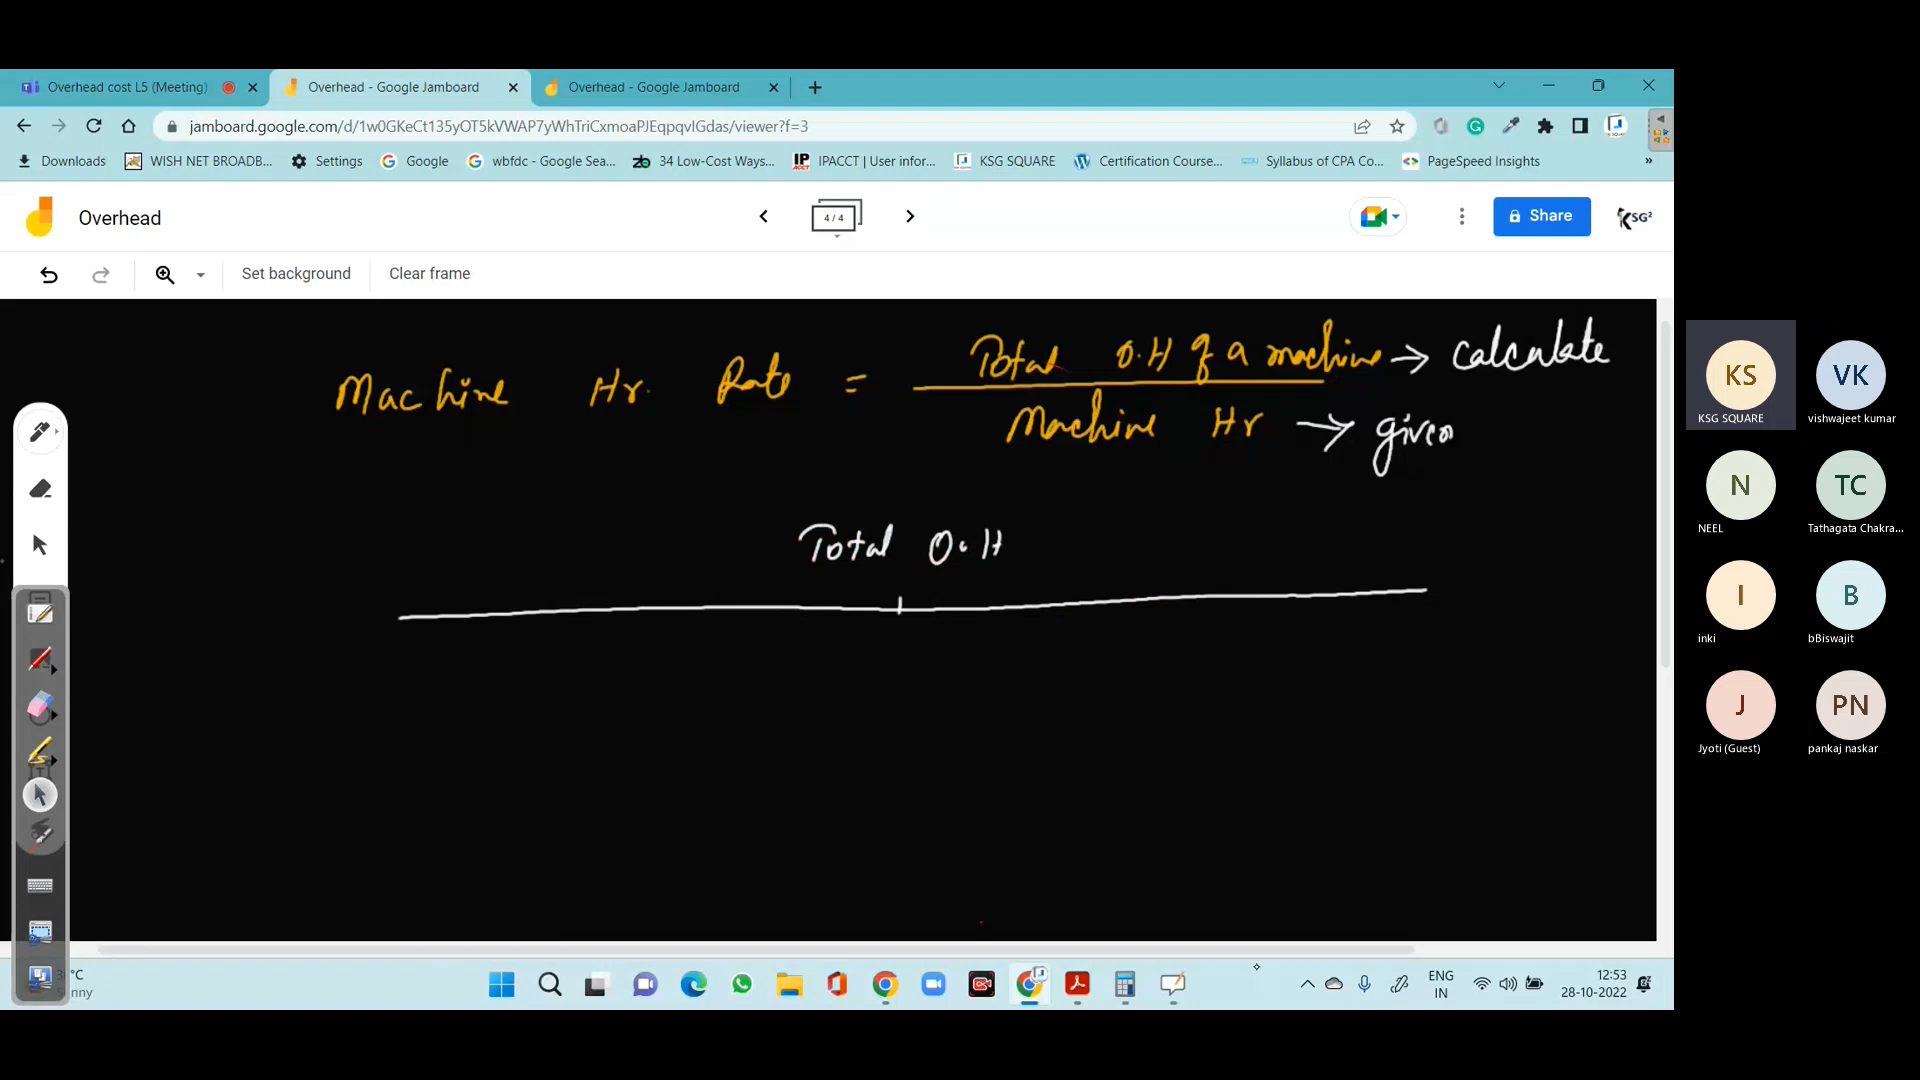 Overhead cost L5 (Meeting)
Overhead - Google Jamboard
Overhead - Google Jamboard
jamboard.google.com/d/1w0GKeCt135yOT5kVWAP7yWhTriCxmoaPJEqpqvIGdas/viewer?f=3
Downloads
WISH NET BROADB...
Settings
Google
wbfdc - Google Sea...
34 Low-Cost Ways...
IPACCT | User infor...
KSG SQUARE
Certification Course...
Syllabus of CPA Co...
PageSpeed Insights
Overhead
4 / 4
Share
KSG²
Set background
Clear frame
Total O.H of a machine → calculate
Machine Hr. Rate =
Machine Hr → given
Total O.H
KS
KSG SQUARE
VK
vishwajeet kumar
N
NEEL
TC
Tathagata Chakra...
I
inki
B
bBiswajit
J
Jyoti (Guest)
PN
pankaj naskar
°C
ENG
IN
12:53
28-10-2022